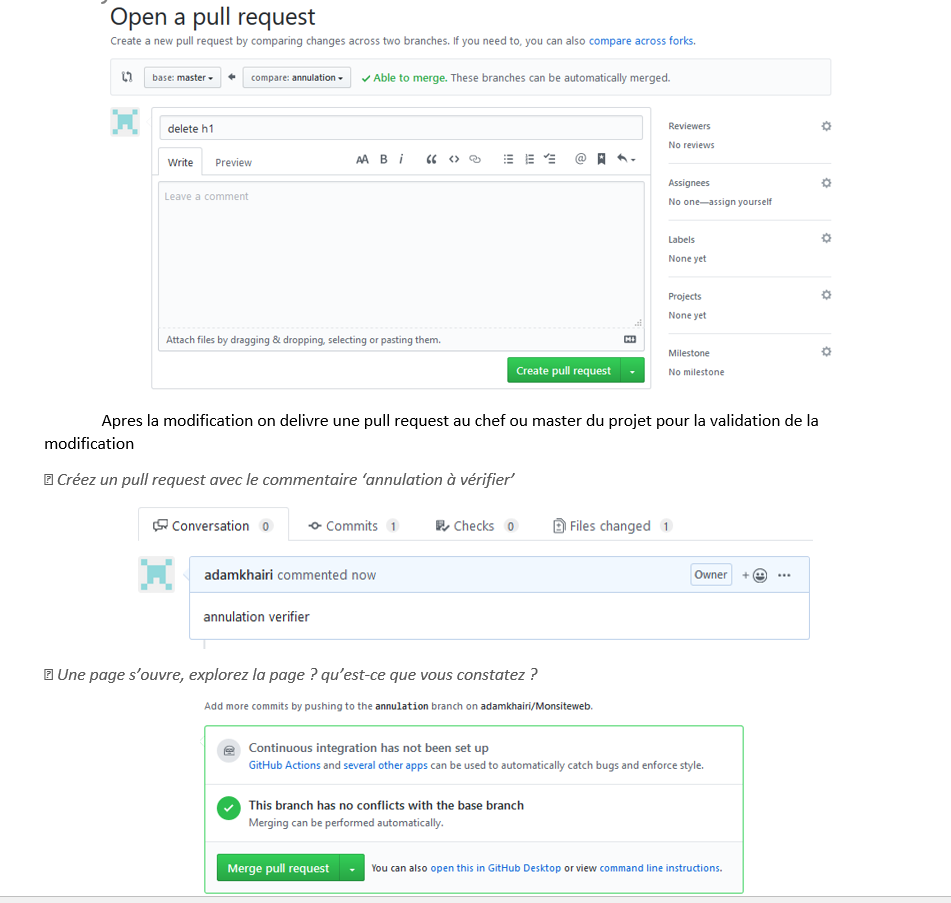 Open a pull request
Create a new pull request by comparing changes across two branches. If you need to, you can also compare across forks.
base: master
compare: annulation
Able to merge. These branches can be automatically merged.
delete h1
Write
Preview
AA B i
Leave a comment
Attach files by dragging & dropping, selecting or pasting them.
Create pull request
Reviewers
No reviews
Assignees
No one—assign yourself
Labels
None yet
Projects
None yet
Milestone
No milestone
Apres la modification on delivre une pull request au chef ou master du projet pour la validation de la
modification
Créez un pull request avec le commentaire ‘annulation à vérifier’
Conversation 0
Commits 1
Checks 0
Files changed 1
adamkhairi commented now
Owner
annulation verifier
Une page s’ouvre, explorez la page ? qu’est-ce que vous constatez ?
Add more commits by pushing to the annulation branch on adamkhairi/Monsiteweb.
Continuous integration has not been set up
GitHub Actions and several other apps can be used to automatically catch bugs and enforce style.
This branch has no conflicts with the base branch
Merging can be performed automatically.
Merge pull request
You can also open this in GitHub Desktop or view command line instructions.